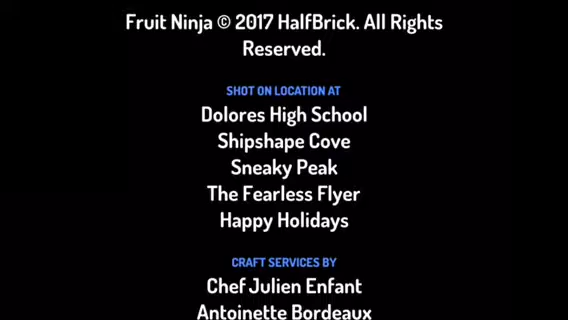 Fruit Ninja © 2017 HalfBrick. All Rights
Reserved.
SHOT ON LOCATION AT
Dolores High School
Shipshape Cove
Sneaky Peak
The Fearless Flyer
Happy Holidays
CRAFT SERVICES BY
Chef Julien Enfant
Antoinette Bordeaux